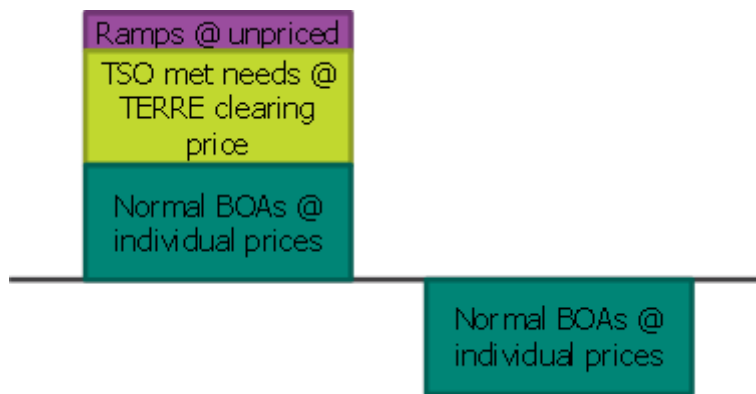 Ramps @ unpriced
TSO met needs @
TERRE clearing
price
Normal BOAs @
individual prices
Normal BOAs @
individual prices